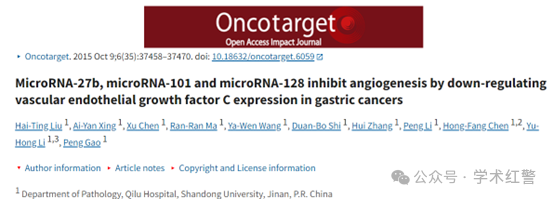 Oncotarget
Open Access Impact Journal
• Oncotarget. 2015 Oct 9;6(35):37458–37470. doi: 10.18632/oncotarget.6059
MicroRNA-27b, microRNA-101 and microRNA-128 inhibit angiogenesis by down-regulating
vascular endothelial growth factor C expression in gastric cancers
Hai-Ting Liu 1, Ai-Yan Xing 1, Xu Chen 1, Ran-Ran Ma 1, Ya-Wen Wang 1, Duan-Bo Shi 1, Hui Zhang 1, Peng Li 1, Hong-Fang Chen 1,2, Yu-
Hong Li 1,3, Peng Gao 1
• Author information • Article notes • Copyright and License information
1 Department of Pathology, Qilu Hospital, Shandong University, Jinan, P.R. China
公众号 · 学术红警